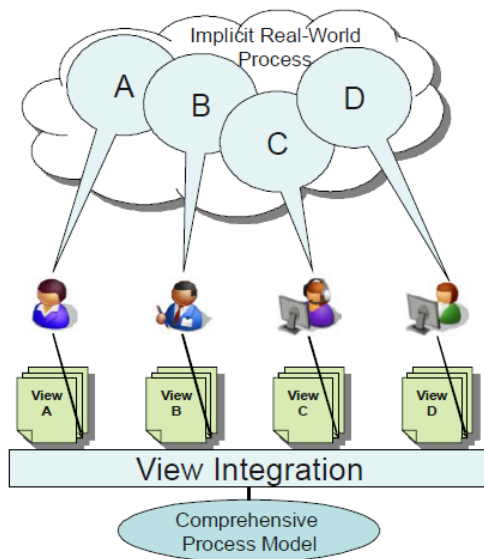 Implicit Real-World
Process
A
B
C
D
View
A
View
B
View
C
View
D
View Integration
Comprehensive
Process Model